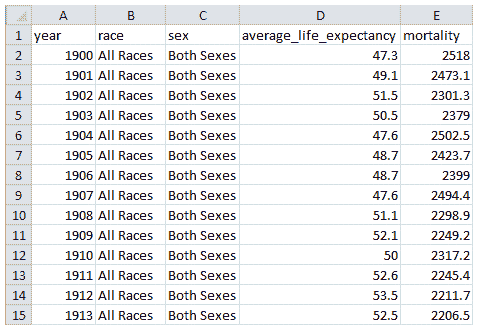 A B C D E
1 year race sex average_life_expectancy mortality
2 1900 All Races Both Sexes 47.3 2518
3 1901 All Races Both Sexes 49.1 2473.1
4 1902 All Races Both Sexes 51.5 2301.3
5 1903 All Races Both Sexes 50.5 2379
6 1904 All Races Both Sexes 47.6 2502.5
7 1905 All Races Both Sexes 48.7 2423.7
8 1906 All Races Both Sexes 48.7 2399
9 1907 All Races Both Sexes 47.6 2494.4
10 1908 All Races Both Sexes 51.1 2298.9
11 1909 All Races Both Sexes 52.1 2249.2
12 1910 All Races Both Sexes 50 2317.2
13 1911 All Races Both Sexes 52.6 2245.4
14 1912 All Races Both Sexes 53.5 2211.7
15 1913 All Races Both Sexes 52.5 2206.5